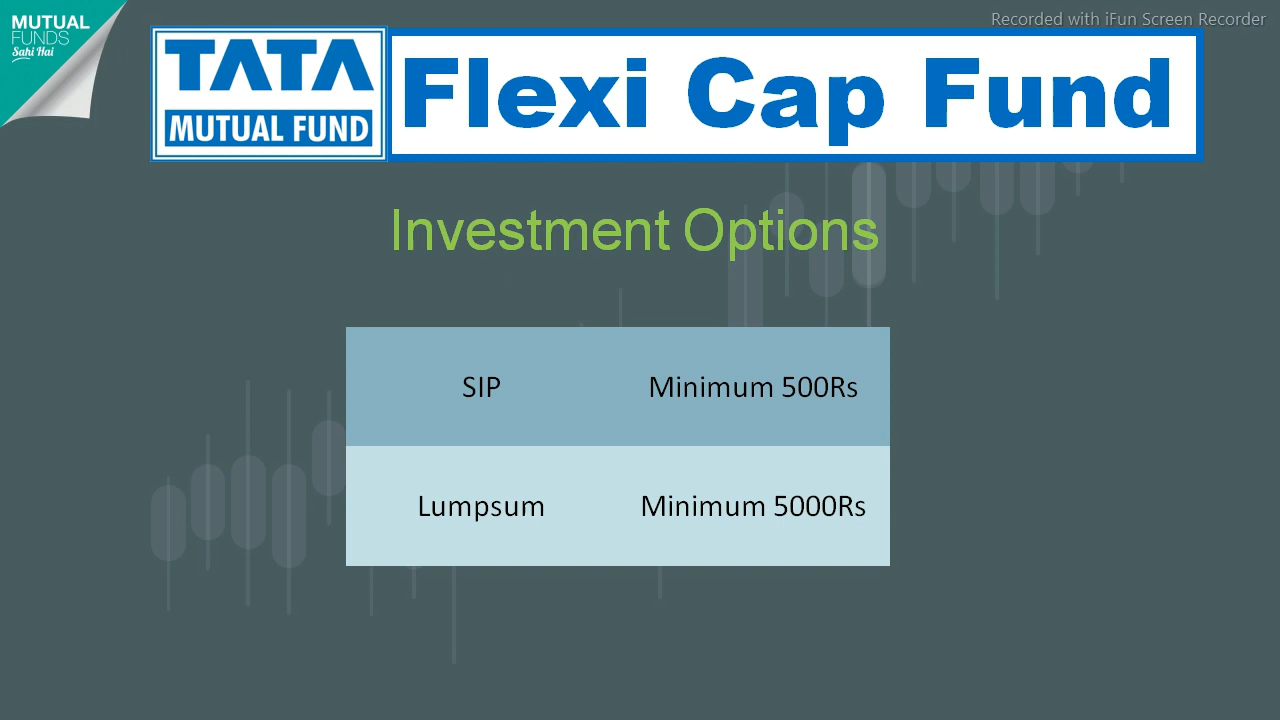 MUTUAL
FUNDS
Sahi Hai
Recorded with iFun Screen Recorder
TATA
MUTUAL FUND
Flexi Cap Fund
Investment Options
SIP Minimum 500Rs
Lumpsum Minimum 5000Rs